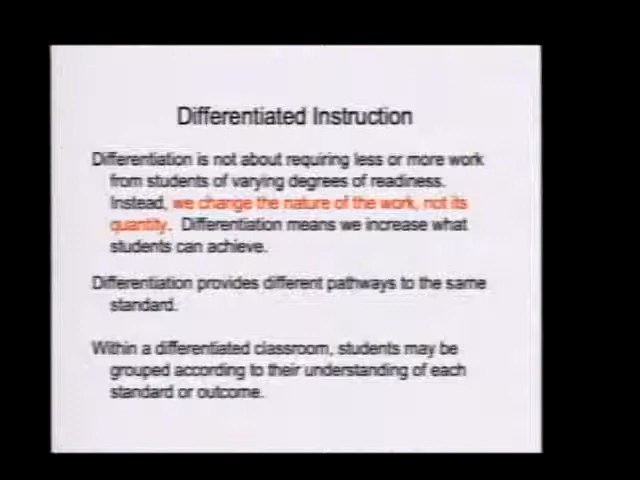 Differentiated Instruction
Differentiation is not about requiring less or more work
from students of varying degrees of readiness.
Instead, we change the nature of the work, not its
quantity. Differentiation means we increase what
students can achieve.
Differentiation provides different pathways to the same
standard.
Within a differentiated classroom, students may be
grouped according to their understanding of each
standard or outcome.